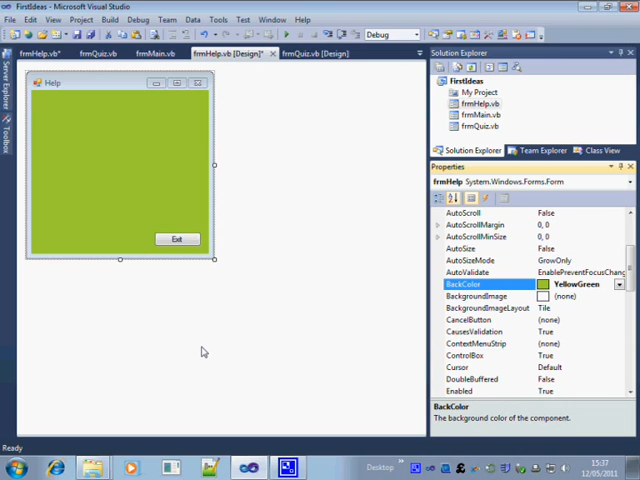 FirstIdeas - Microsoft Visual Studio
File Edit View Project Build Debug Team Data Tools Test Window Help
Debug
frmHelp.vb* frmQuiz.vb frmMain.vb frmHelp.vb [Design]* frmQuiz.vb [Design]
Server Explorer
Toolbox
Help
Exit
Solution Explorer
FirstIdeas
My Project
frmHelp.vb
frmMain.vb
frmQuiz.vb
Solution Explorer Team Explorer Class View
Properties
frmHelp System.Windows.Forms.Form
AutoScroll False
AutoScrollMargin 0, 0
AutoScrollMinSize 0, 0
AutoSize False
AutoSizeMode GrowOnly
AutoValidate EnablePreventFocusChang
BackColor YellowGreen
BackgroundImage (none)
BackgroundImageLayout Tile
CancelButton (none)
CausesValidation True
ContextMenuStrip (none)
ControlBox True
Cursor Default
DoubleBuffered False
Enabled True
BackColor
The background color of the component.
Ready
Desktop
15:37
12/05/2011